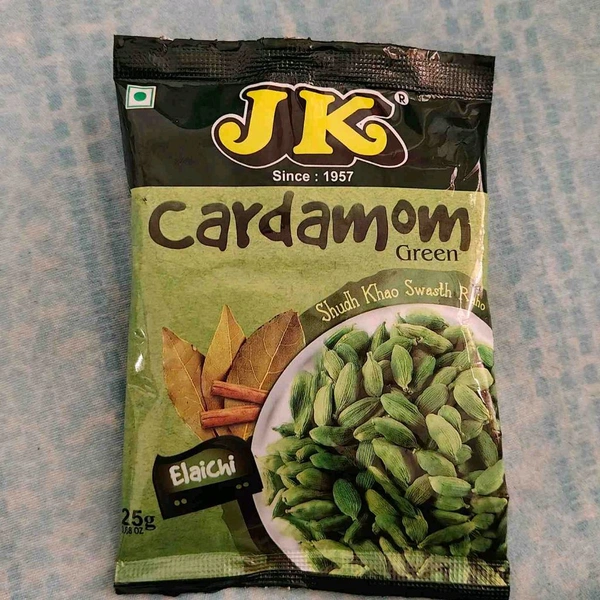 JK®
Since : 1957
Cardamom
Green
Shudh Khao Swasth Raho
Elaichi
25g